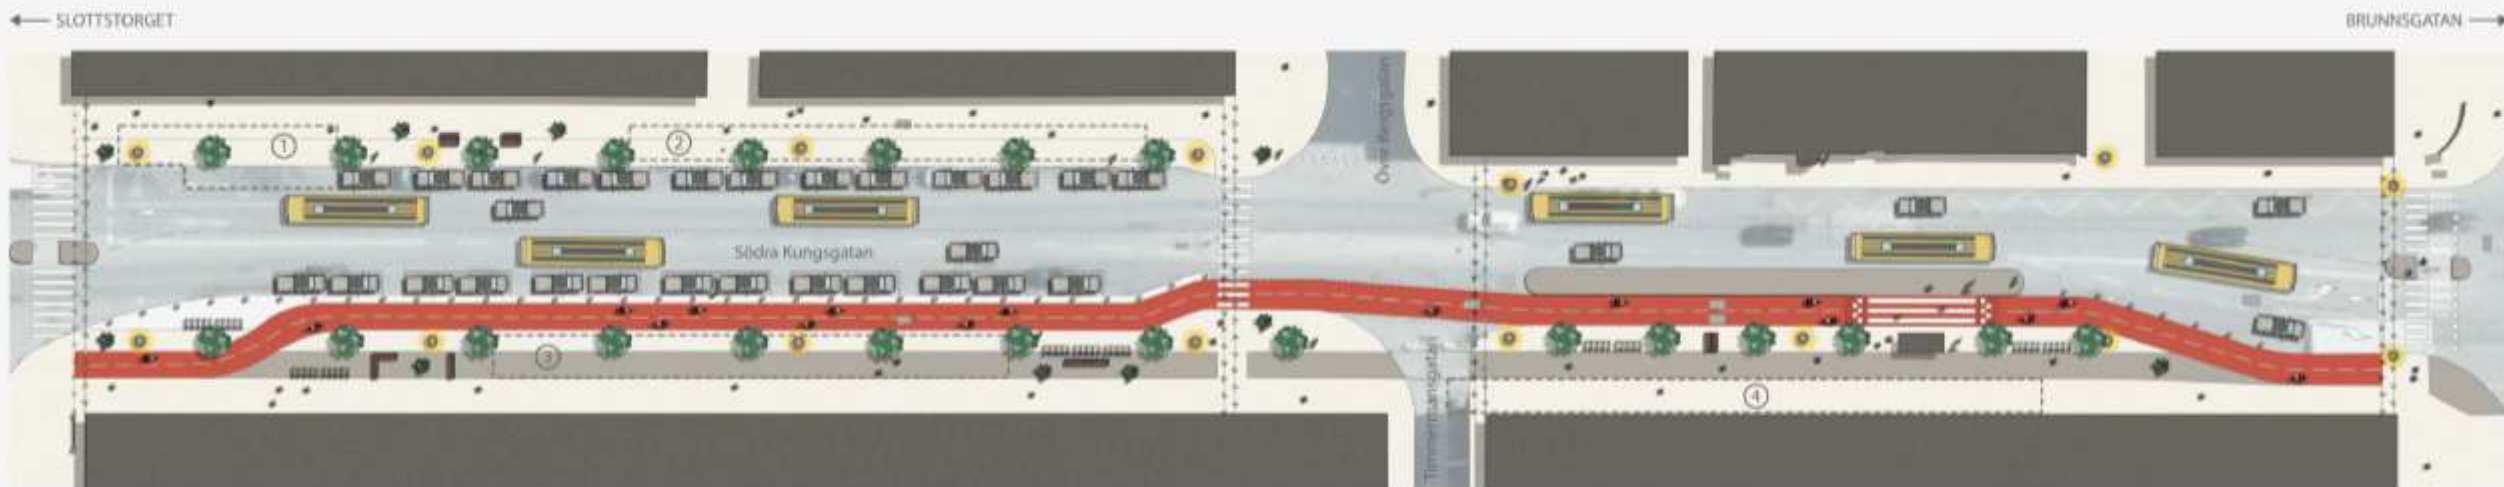 SLOTTSTORGET
BRUNNSGATAN
Övre Kungsgatan
1
2
Södra Kungsgatan
3
Timmermansgatan
4